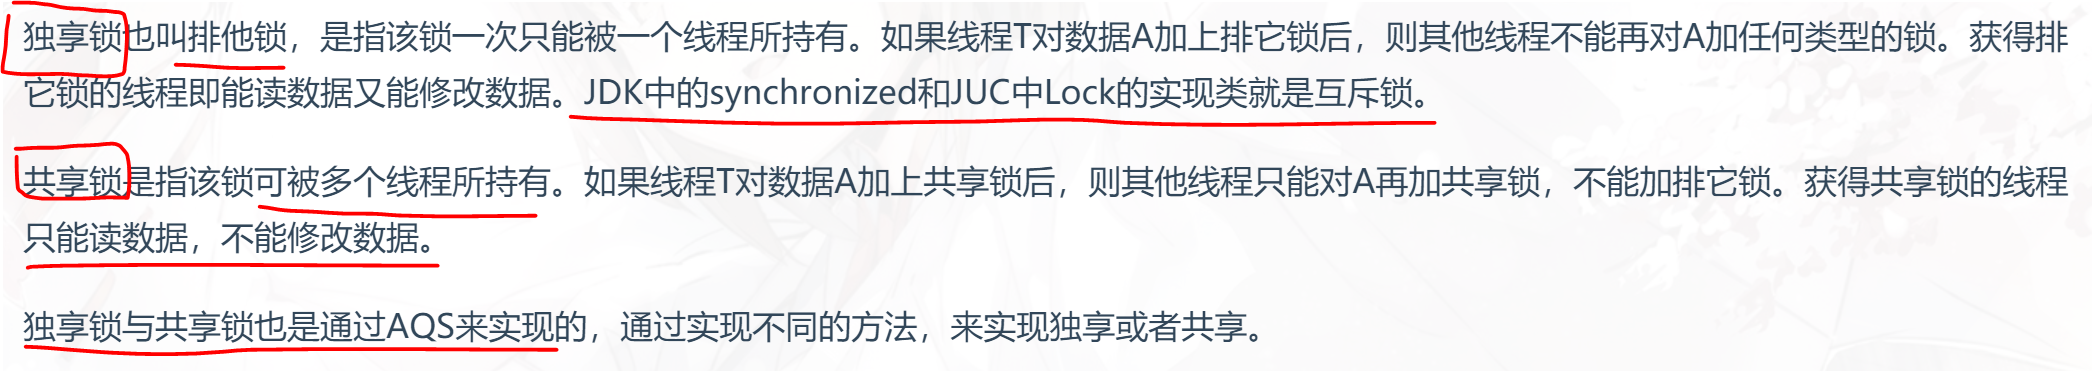 独享锁也叫排他锁，是指该锁一次只能被一个线程所持有。如果线程T对数据A加上排它锁后，则其他线程不能再对A加任何类型的锁。获得排
它锁的线程即能读数据又能修改数据。JDK中的synchronized和JUC中Lock的实现类就是互斥锁。
共享锁是指该锁可被多个线程所持有。如果线程T对数据A加上共享锁后，则其他线程只能对A再加共享锁，不能加排它锁。获得共享锁的线程
只能读数据，不能修改数据。
独享锁与共享锁也是通过AQS来实现的，通过实现不同的方法，来实现独享或者共享。